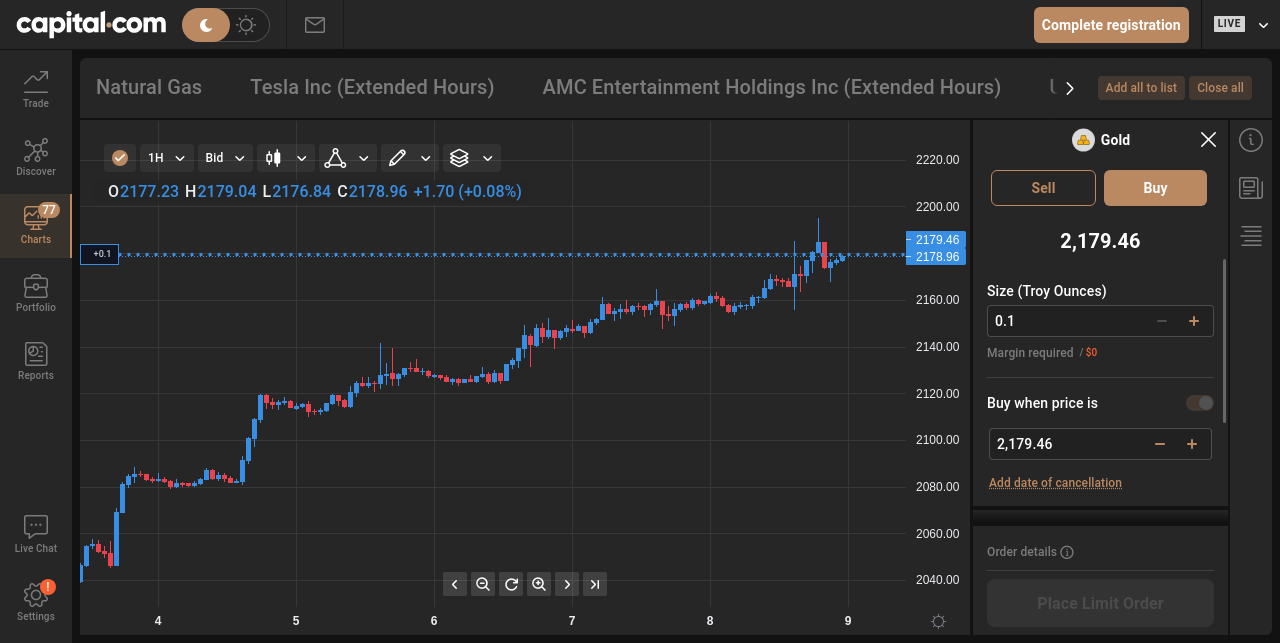 capital.com
Complete registration
LIVE
Trade
Discover
77
Charts
Portfolio
Reports
Live Chat
!
Settings
Natural Gas
Tesla Inc (Extended Hours)
AMC Entertainment Holdings Inc (Extended Hours)
Add all to list
Close all
1H
Bid
O2177.23 H2179.04 L2176.84 C2178.96 +1.70 (+0.08%)
+0.1
2220.00
2200.00
2179.46
2178.96
2160.00
2140.00
2120.00
2100.00
2080.00
2060.00
2040.00
4 5 6 7 8 9
Gold
Sell
Buy
2,179.46
Size (Troy Ounces)
0.1
Margin required / $0
Buy when price is
2,179.46
Add date of cancellation
Order details
Place Limit Order